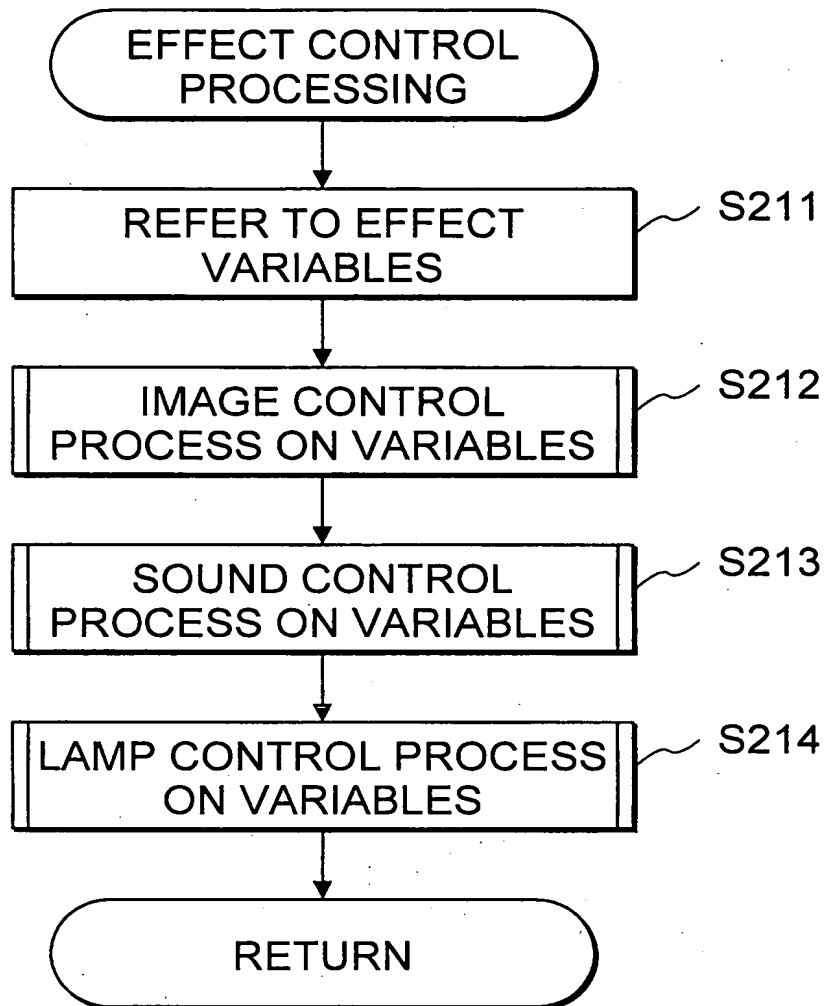 EFFECT CONTROL
PROCESSING
REFER TO EFFECT
VARIABLES
S211
IMAGE CONTROL
PROCESS ON VARIABLES
S212
SOUND CONTROL
PROCESS ON VARIABLES
S213
LAMP CONTROL PROCESS
ON VARIABLES
S214
RETURN